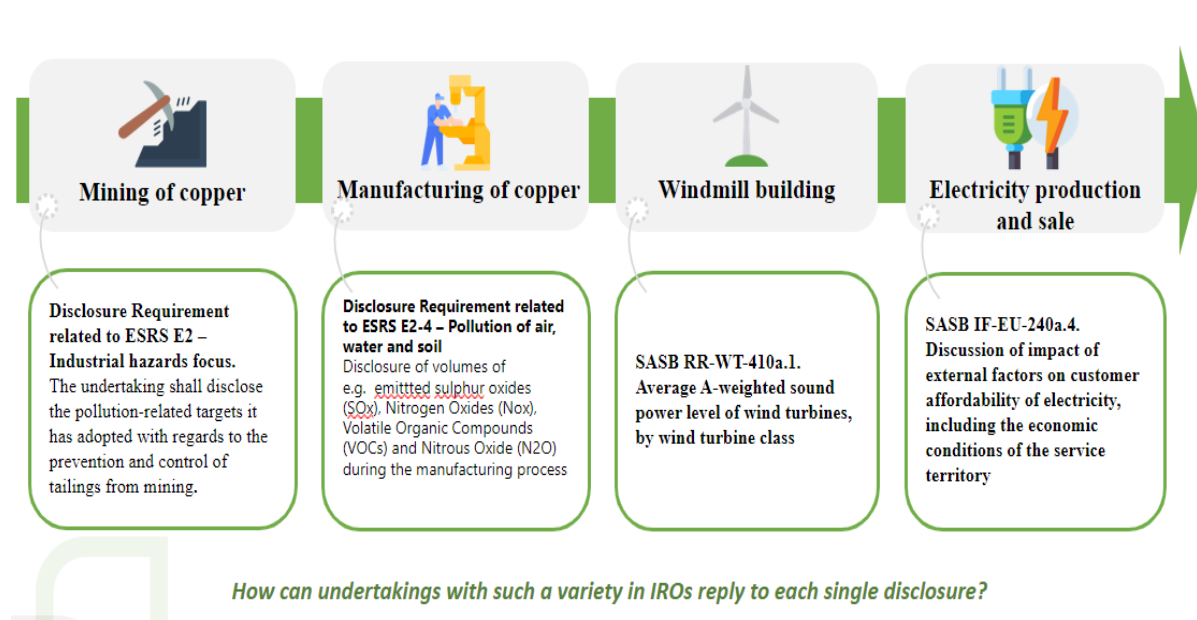 Mining of copper
Manufacturing of copper
Windmill building
Electricity production
and sale
Disclosure Requirement
related to ESRS E2 –
Industrial hazards focus.
The undertaking shall disclose
the pollution-related targets it
has adopted with regards to the
prevention and control of
tailings from mining.
Disclosure Requirement related
to ESRS E2-4 – Pollution of air,
water and soil
Disclosure of volumes of
e.g. emittted sulphur oxides
(SOx), Nitrogen Oxides (Nox),
Volatile Organic Compounds
(VOCs) and Nitrous Oxide (N2O)
during the manufacturing process
SASB RR-WT-410a.1.
Average A-weighted sound
power level of wind turbines,
by wind turbine class
SASB IF-EU-240a.4.
Discussion of impact of
external factors on customer
affordability of electricity,
including the economic
conditions of the service
territory
How can undertakings with such a variety in IROs reply to each single disclosure?